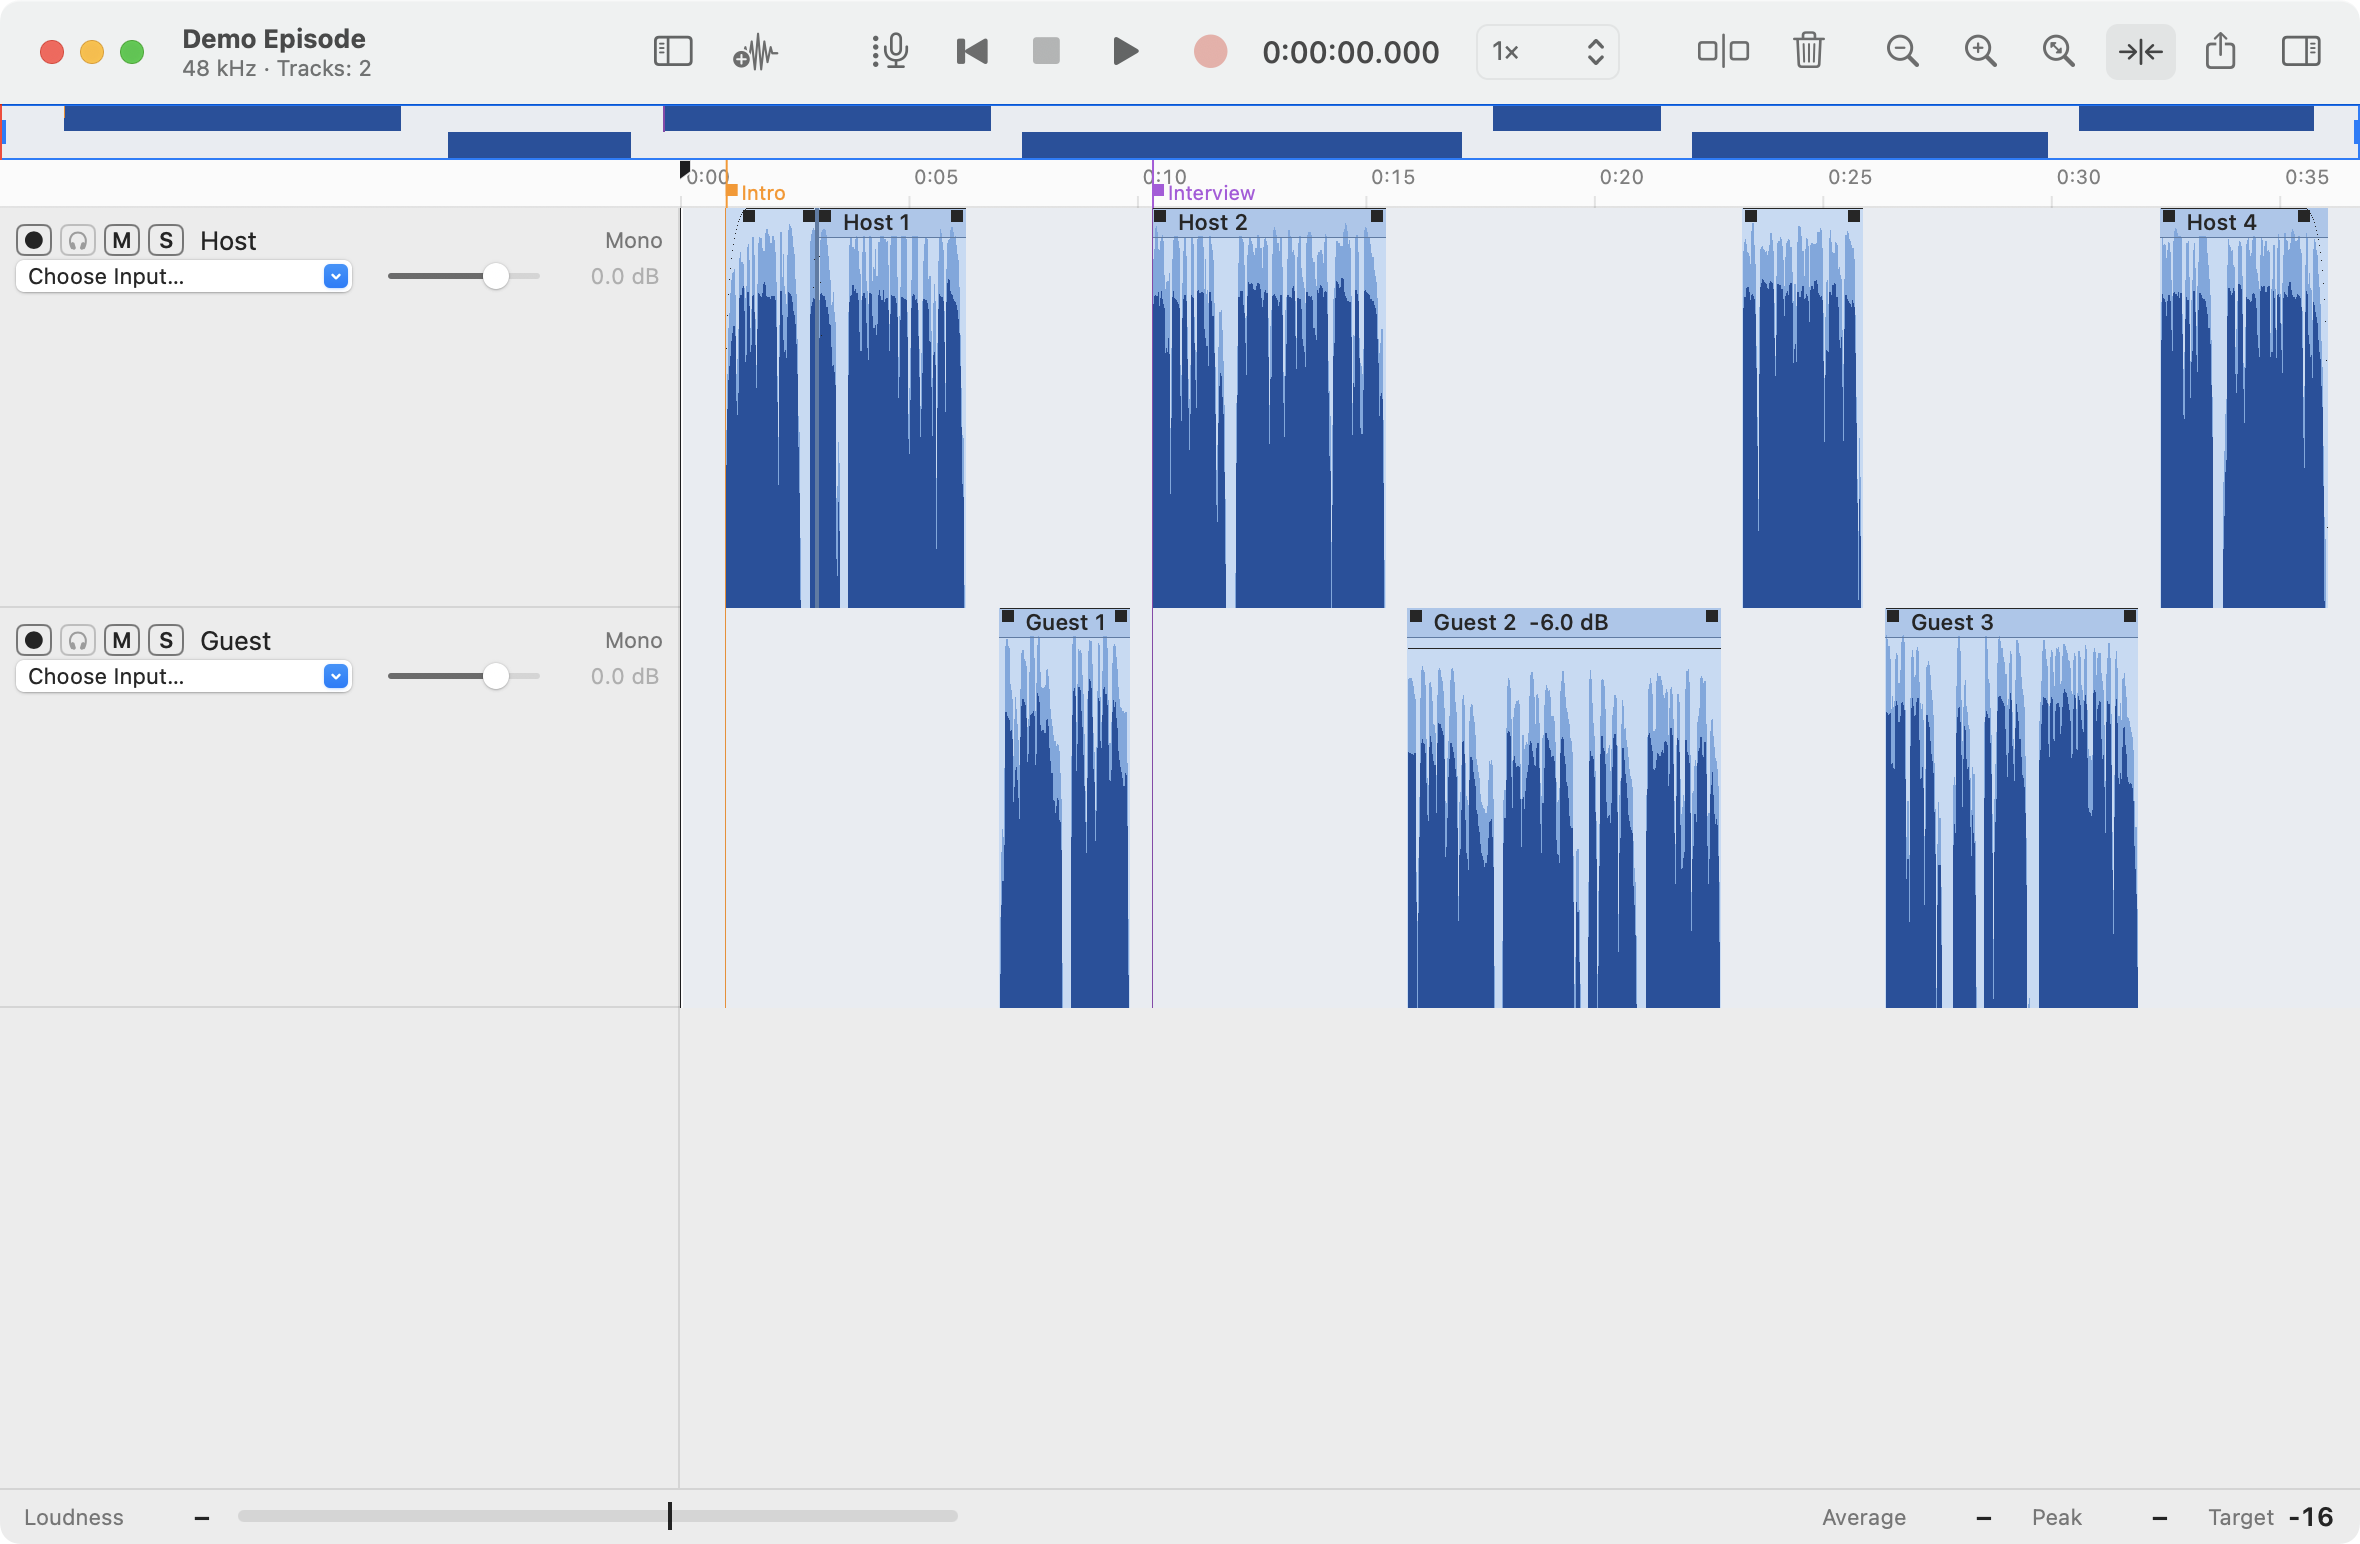 Demo Episode
48 kHz · Tracks: 2
0:00:00.000
1×
0:00
0:05
0:10
0:15
0:20
0:25
0:30
0:35
Intro
Interview
M
S
Host
Mono
Choose Input...
0.0 dB
Host 1
Host 2
Host 4
M
S
Guest
Mono
Choose Input...
0.0 dB
Guest 1
Guest 2 -6.0 dB
Guest 3
Loudness
–
Average
–
Peak
–
Target
-16